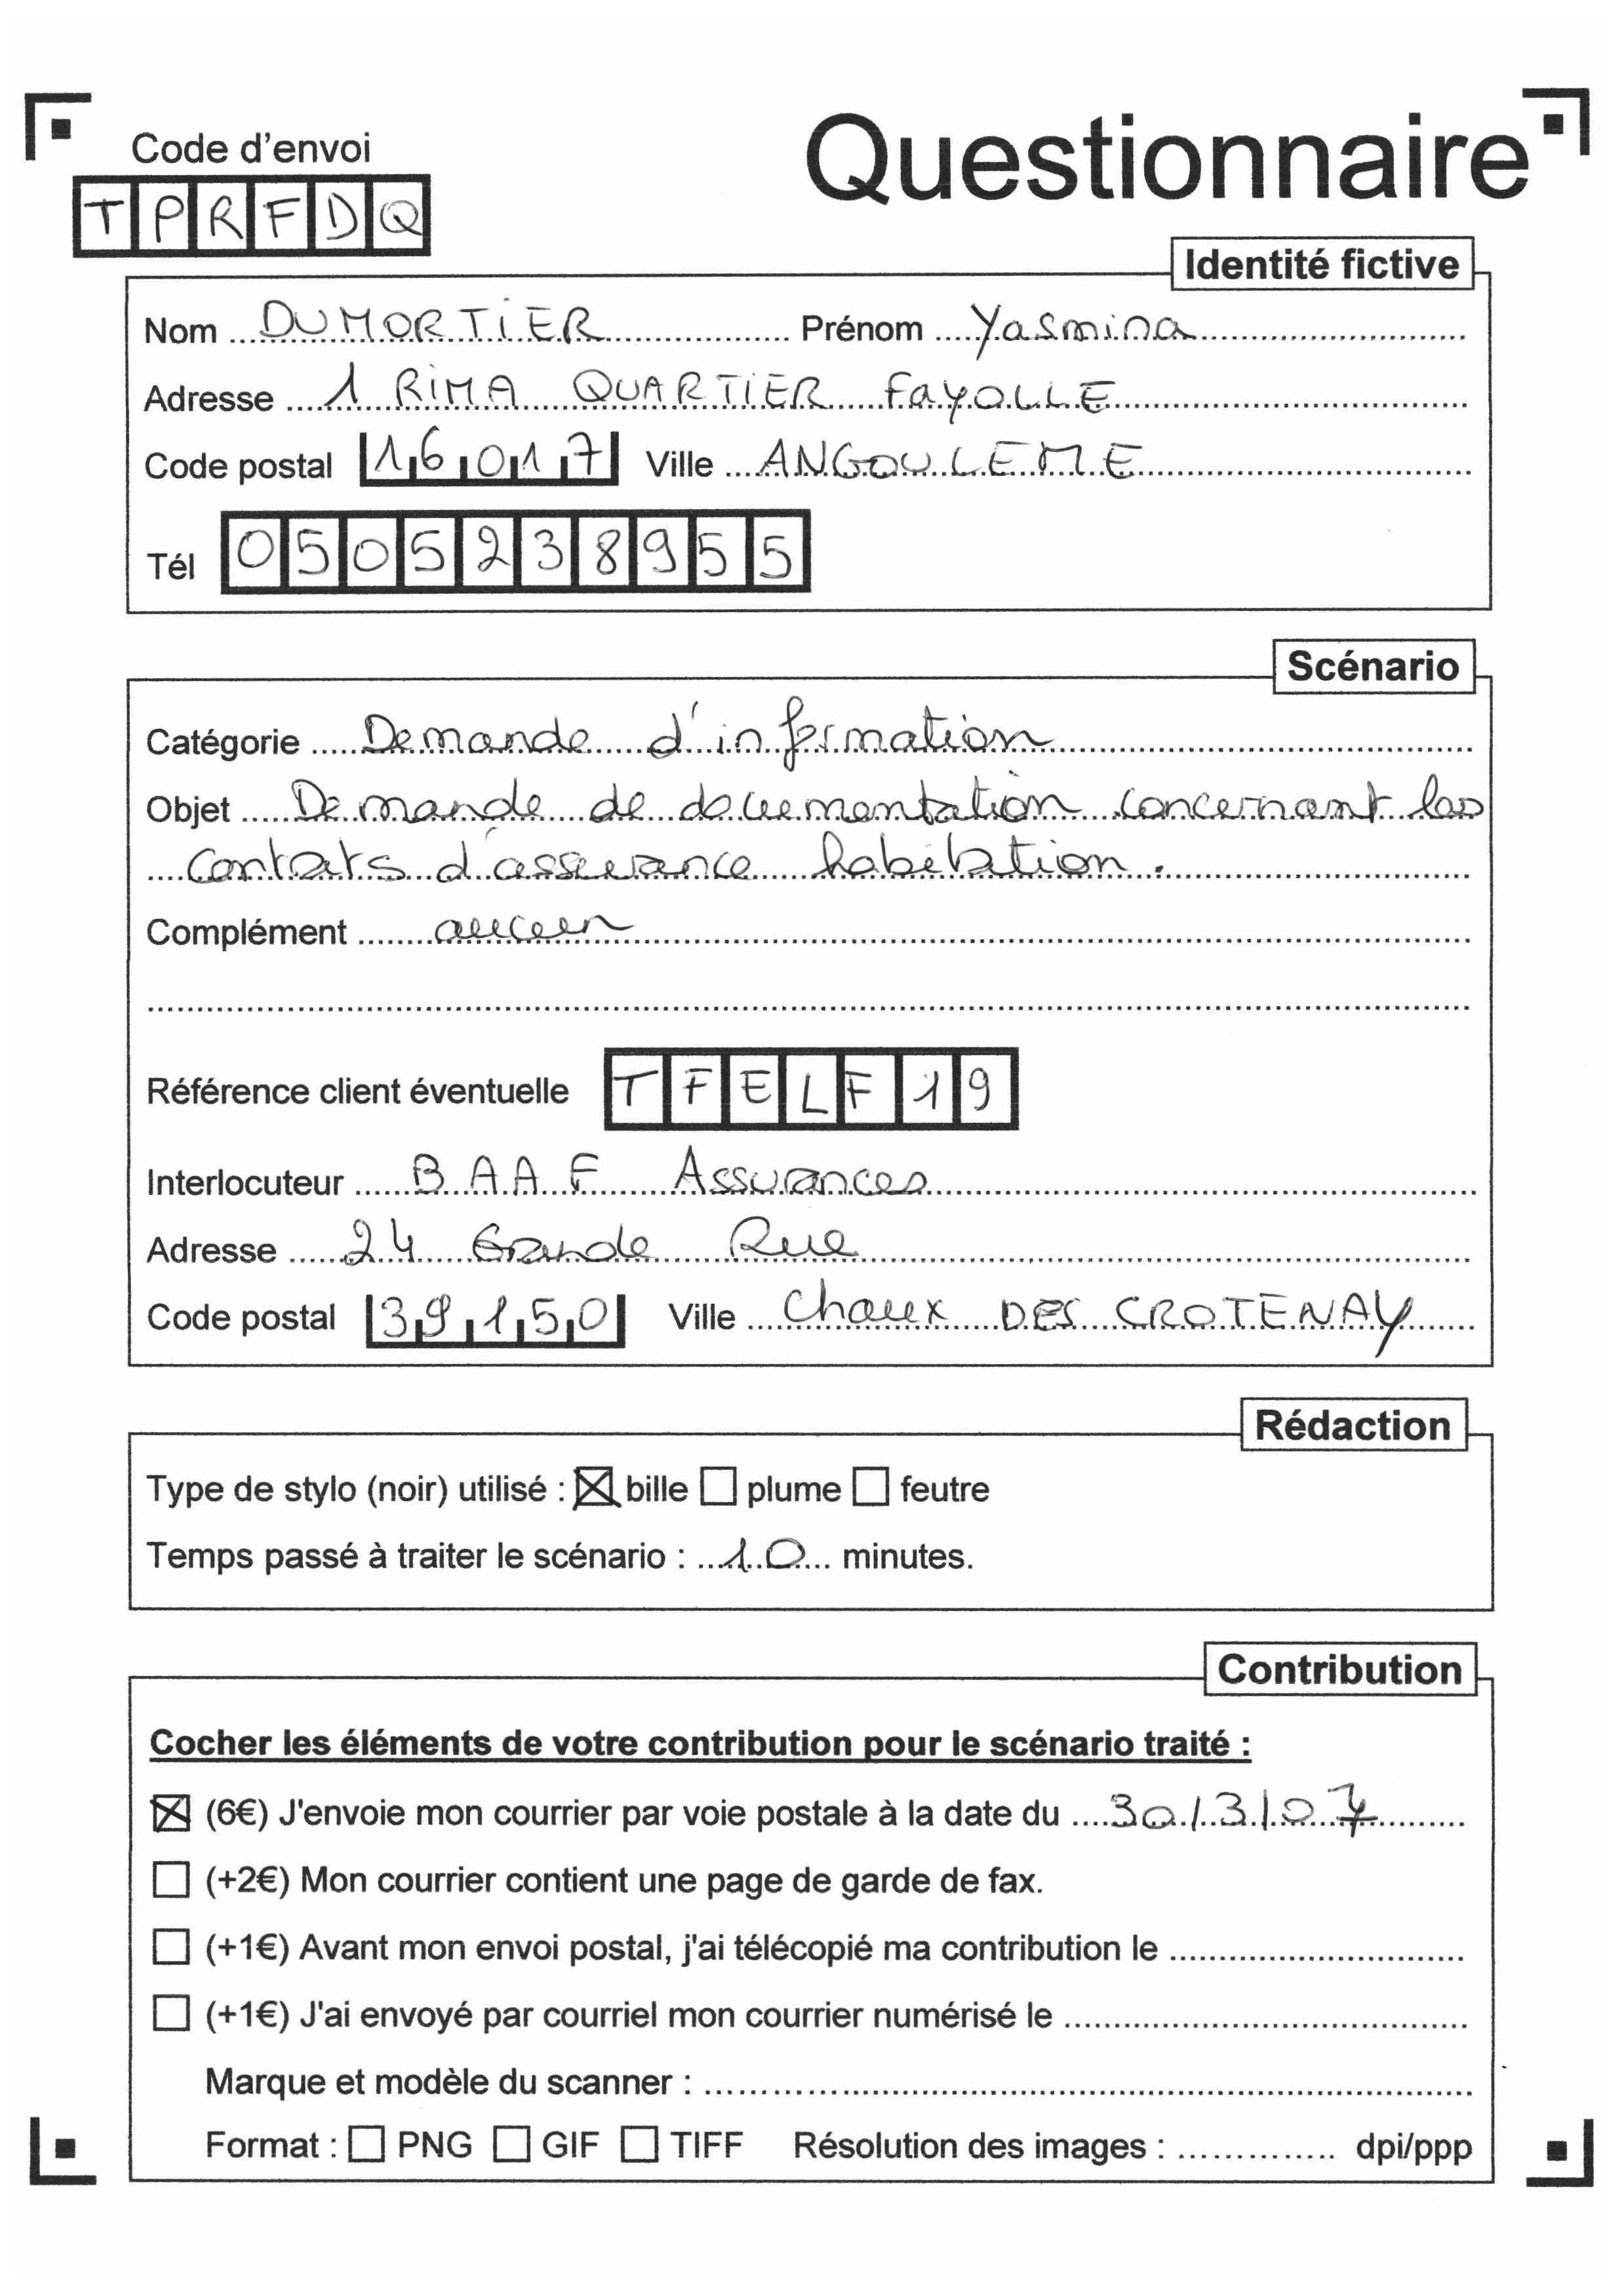 Questionnaire
Code d'envoi
TPRFDQ
Identité fictive
Nom DUMORTIER Prénom Yasmina
Adresse 1 RIMA QUARTIER FaYOLLE
Code postal 16017 Ville ANGOULEME
Tél 0505238955
Scénario
Catégorie Demande d'information
Objet Demande de documentation concernant les
contrats d'assurance habitation.
Complément aucun
Référence client éventuelle TFELF19
Interlocuteur BAAF Assurances
Adresse 24 Grande Rue
Code postal 39150 Ville Chaux DES CROTENAY
Rédaction
Type de stylo (noir) utilisé : bille plume feutre
Temps passé à traiter le scénario : 10 minutes.
Contribution
Cocher les éléments de votre contribution pour le scénario traité :
(6€) J'envoie mon courrier par voie postale à la date du 30/3/07
(+2€) Mon courrier contient une page de garde de fax.
(+1€) Avant mon envoi postal, j'ai télécopié ma contribution le
(+1€) J'ai envoyé par courriel mon courrier numérisé le
Marque et modèle du scanner :
Format : PNG GIF TIFF Résolution des images : dpi/ppp